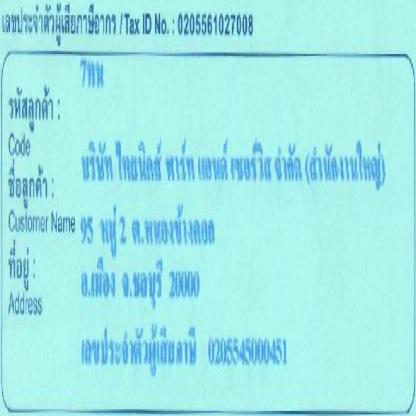 เลขประจำตัวผู้เสียภาษีอากร / Tax ID No. : 0205561027008
รหัสลูกค้า : 7ทน
Code
บริษัท ไทยนิคส์ พาร์ท แอนด์ เซอร์วิส จำกัด (สำนักงานใหญ่)
ชื่อลูกค้า :
Customer Name
95 หมู่ 2 ต.หนองข้างคอก
ที่อยู่ :
อ.เมือง จ.ชลบุรี 20000
Address
เลขประจำตัวผู้เสียภาษี 0205545000451